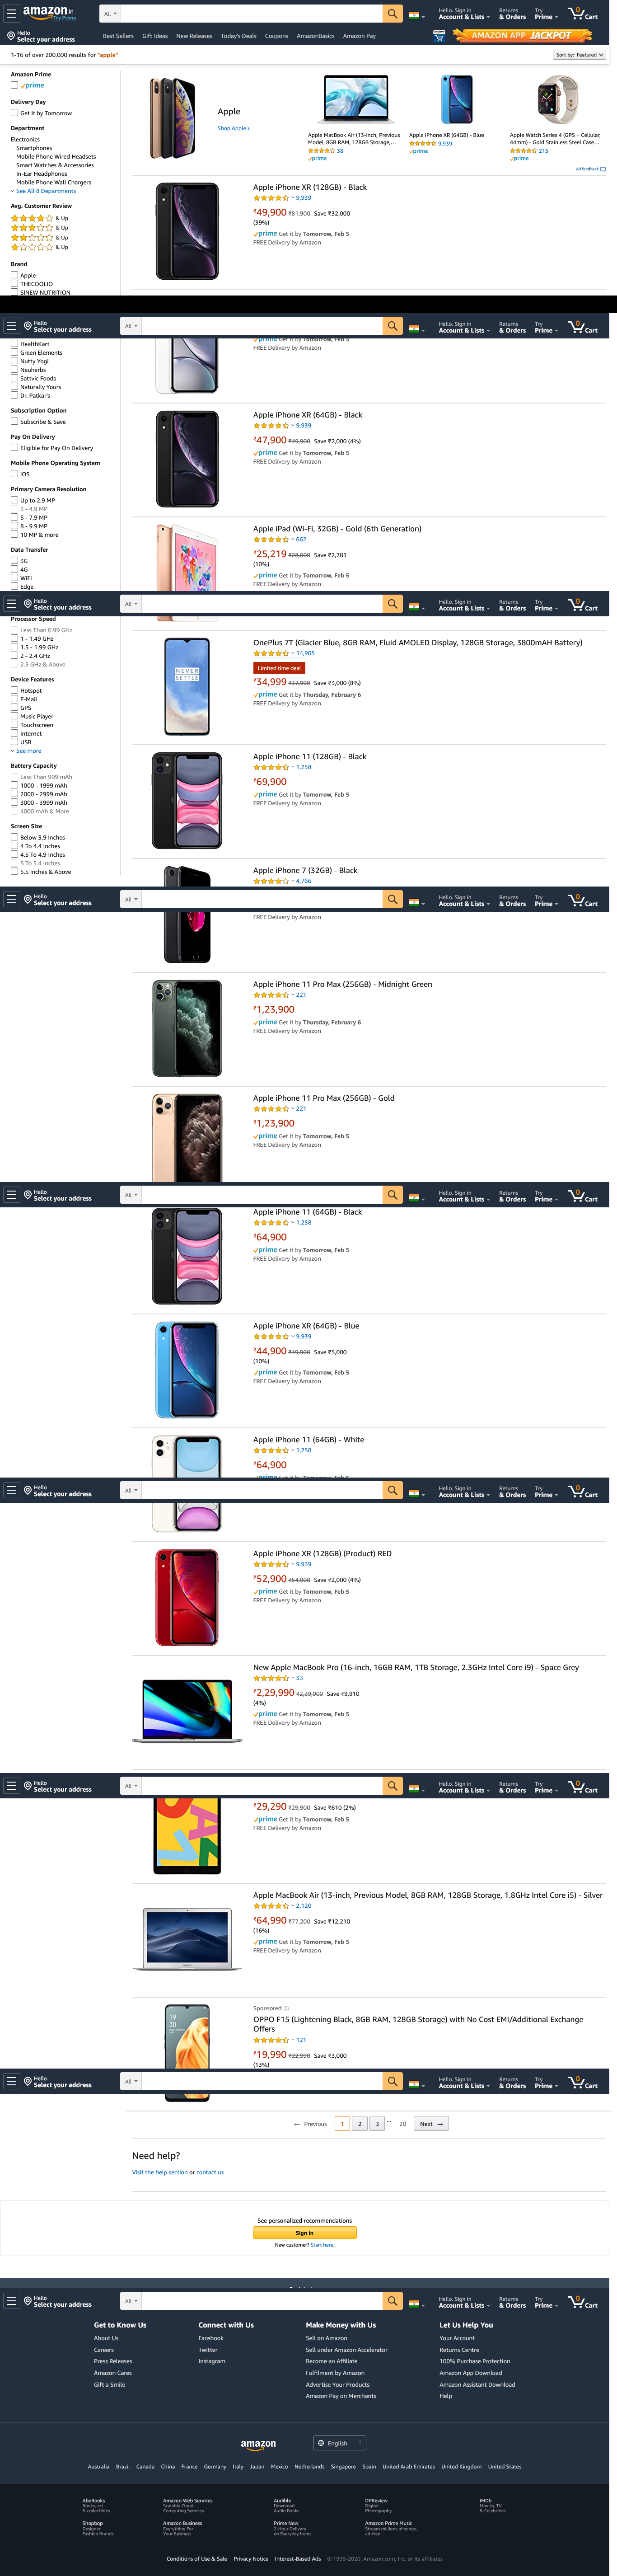 amazon.in
Try Prime
All
Hello, Sign in
Account & Lists
Returns
& Orders
Try
Prime
0
Cart
Hello
Select your address
Best Sellers
Gift Ideas
New Releases
Today's Deals
Coupons
AmazonBasics
Amazon Pay
AMAZON APP JACKPOT
1-16 of over 200,000 results for "apple"
Sort by: Featured
Amazon Prime
prime
Delivery Day
Get It by Tomorrow
Department
Electronics
Smartphones
Mobile Phone Wired Headsets
Smart Watches & Accessories
In-Ear Headphones
Mobile Phone Wall Chargers
See All 8 Departments
Avg. Customer Review
& Up
& Up
& Up
& Up
Brand
Apple
THECOOLIO
SINEW NUTRITION
Apple
Shop Apple ›
Apple MacBook Air (13-inch, Previous
Model, 8GB RAM, 128GB Storage,…
38
prime
Apple iPhone XR (64GB) - Blue
9,939
prime
Apple Watch Series 4 (GPS + Cellular,
44mm) - Gold Stainless Steel Case…
215
prime
Ad feedback
Apple iPhone XR (128GB) - Black
9,939
₹49,900 ₹81,900 Save ₹32,000
(39%)
prime Get it by Tomorrow, Feb 5
FREE Delivery by Amazon
Hello
Select your address
All
Hello, Sign in
Account & Lists
Returns
& Orders
Try
Prime
0
Cart
HealthKart
Green Elements
Nutty Yogi
Neuherbs
Sattvic Foods
Naturally Yours
Dr. Patkar's
Subscription Option
Subscribe & Save
Pay On Delivery
Eligible for Pay On Delivery
Mobile Phone Operating System
iOS
Primary Camera Resolution
Up to 2.9 MP
3 - 4.9 MP
5 - 7.9 MP
8 - 9.9 MP
10 MP & more
Data Transfer
3G
4G
WiFi
Edge
prime Get it by Tomorrow, Feb 5
FREE Delivery by Amazon
Apple iPhone XR (64GB) - Black
9,939
₹47,900 ₹49,900 Save ₹2,000 (4%)
prime Get it by Tomorrow, Feb 5
FREE Delivery by Amazon
Apple iPad (Wi-Fi, 32GB) - Gold (6th Generation)
662
₹25,219 ₹28,000 Save ₹2,781
(10%)
prime Get it by Tomorrow, Feb 5
FREE Delivery by Amazon
Hello
Select your address
All
Hello, Sign in
Account & Lists
Returns
& Orders
Try
Prime
0
Cart
Processor Speed
Less Than 0.99 GHz
1 - 1.49 GHz
1.5 - 1.99 GHz
2 - 2.4 GHz
2.5 GHz & Above
Device Features
Hotspot
E-Mail
GPS
Music Player
Touchscreen
Internet
USB
See more
Battery Capacity
Less Than 999 mAh
1000 - 1999 mAh
2000 - 2999 mAh
3000 - 3999 mAh
4000 mAh & More
Screen Size
Below 3.9 Inches
4 To 4.4 Inches
4.5 To 4.9 Inches
5 To 5.4 Inches
5.5 Inches & Above
NEVER
SETTLE
OnePlus 7T (Glacier Blue, 8GB RAM, Fluid AMOLED Display, 128GB Storage, 3800mAH Battery)
14,905
Limited time deal
₹34,999 ₹37,999 Save ₹3,000 (8%)
prime Get it by Thursday, February 6
FREE Delivery by Amazon
Apple iPhone 11 (128GB) - Black
1,258
₹69,900
prime Get it by Tomorrow, Feb 5
FREE Delivery by Amazon
Apple iPhone 7 (32GB) - Black
4,766
Hello
Select your address
All
Hello, Sign in
Account & Lists
Returns
& Orders
Try
Prime
0
Cart
FREE Delivery by Amazon
Apple iPhone 11 Pro Max (256GB) - Midnight Green
221
₹1,23,900
prime Get it by Thursday, February 6
FREE Delivery by Amazon
Apple iPhone 11 Pro Max (256GB) - Gold
221
₹1,23,900
prime Get it by Tomorrow, Feb 5
FREE Delivery by Amazon
Hello
Select your address
All
Hello, Sign in
Account & Lists
Returns
& Orders
Try
Prime
0
Cart
Apple iPhone 11 (64GB) - Black
1,258
₹64,900
prime Get it by Tomorrow, Feb 5
FREE Delivery by Amazon
Apple iPhone XR (64GB) - Blue
9,939
₹44,900 ₹49,900 Save ₹5,000
(10%)
prime Get it by Tomorrow, Feb 5
FREE Delivery by Amazon
Apple iPhone 11 (64GB) - White
1,258
₹64,900
prime Get it by Tomorrow, Feb 5
Hello
Select your address
All
Hello, Sign in
Account & Lists
Returns
& Orders
Try
Prime
0
Cart
Apple iPhone XR (128GB) (Product) RED
9,939
₹52,900 ₹54,900 Save ₹2,000 (4%)
prime Get it by Tomorrow, Feb 5
FREE Delivery by Amazon
New Apple MacBook Pro (16-inch, 16GB RAM, 1TB Storage, 2.3GHz Intel Core i9) - Space Grey
33
₹2,29,990 ₹2,39,900 Save ₹9,910
(4%)
prime Get it by Tomorrow, Feb 5
FREE Delivery by Amazon
Hello
Select your address
All
Hello, Sign in
Account & Lists
Returns
& Orders
Try
Prime
0
Cart
₹29,290 ₹29,900 Save ₹610 (2%)
prime Get it by Tomorrow, Feb 5
FREE Delivery by Amazon
Apple MacBook Air (13-inch, Previous Model, 8GB RAM, 128GB Storage, 1.8GHz Intel Core i5) - Silver
2,120
₹64,990 ₹77,200 Save ₹12,210
(16%)
prime Get it by Tomorrow, Feb 5
FREE Delivery by Amazon
19
30
Sponsored
OPPO F15 (Lightening Black, 8GB RAM, 128GB Storage) with No Cost EMI/Additional Exchange
Offers
121
₹19,990 ₹22,990 Save ₹3,000
(13%)
Hello
Select your address
All
Hello, Sign in
Account & Lists
Returns
& Orders
Try
Prime
0
Cart
← Previous 1 2 3 ... 20 Next →
Need help?
Visit the help section or contact us
See personalized recommendations
Sign in
New customer? Start here.
Hello
Select your address
All
Hello, Sign in
Account & Lists
Returns
& Orders
Try
Prime
0
Cart
Get to Know Us
About Us
Careers
Press Releases
Amazon Cares
Gift a Smile
Connect with Us
Facebook
Twitter
Instagram
Make Money with Us
Sell on Amazon
Sell under Amazon Accelerator
Become an Affiliate
Fulfilment by Amazon
Advertise Your Products
Amazon Pay on Merchants
Let Us Help You
Your Account
Returns Centre
100% Purchase Protection
Amazon App Download
Amazon Assistant Download
Help
amazon
English
Australia Brazil Canada China France Germany Italy Japan Mexico Netherlands Singapore Spain United Arab Emirates United Kingdom United States
AbeBooks
Books, art
& collectibles
Amazon Web Services
Scalable Cloud
Computing Services
Audible
Download
Audio Books
DPReview
Digital
Photography
IMDb
Movies, TV
& Celebrities
Shopbop
Designer
Fashion Brands
Amazon Business
Everything For
Your Business
Prime Now
2-Hour Delivery
on Everyday Items
Amazon Prime Music
Stream millions of songs,
ad-free
Conditions of Use & Sale Privacy Notice Interest-Based Ads © 1996-2020, Amazon.com, Inc. or its affiliates